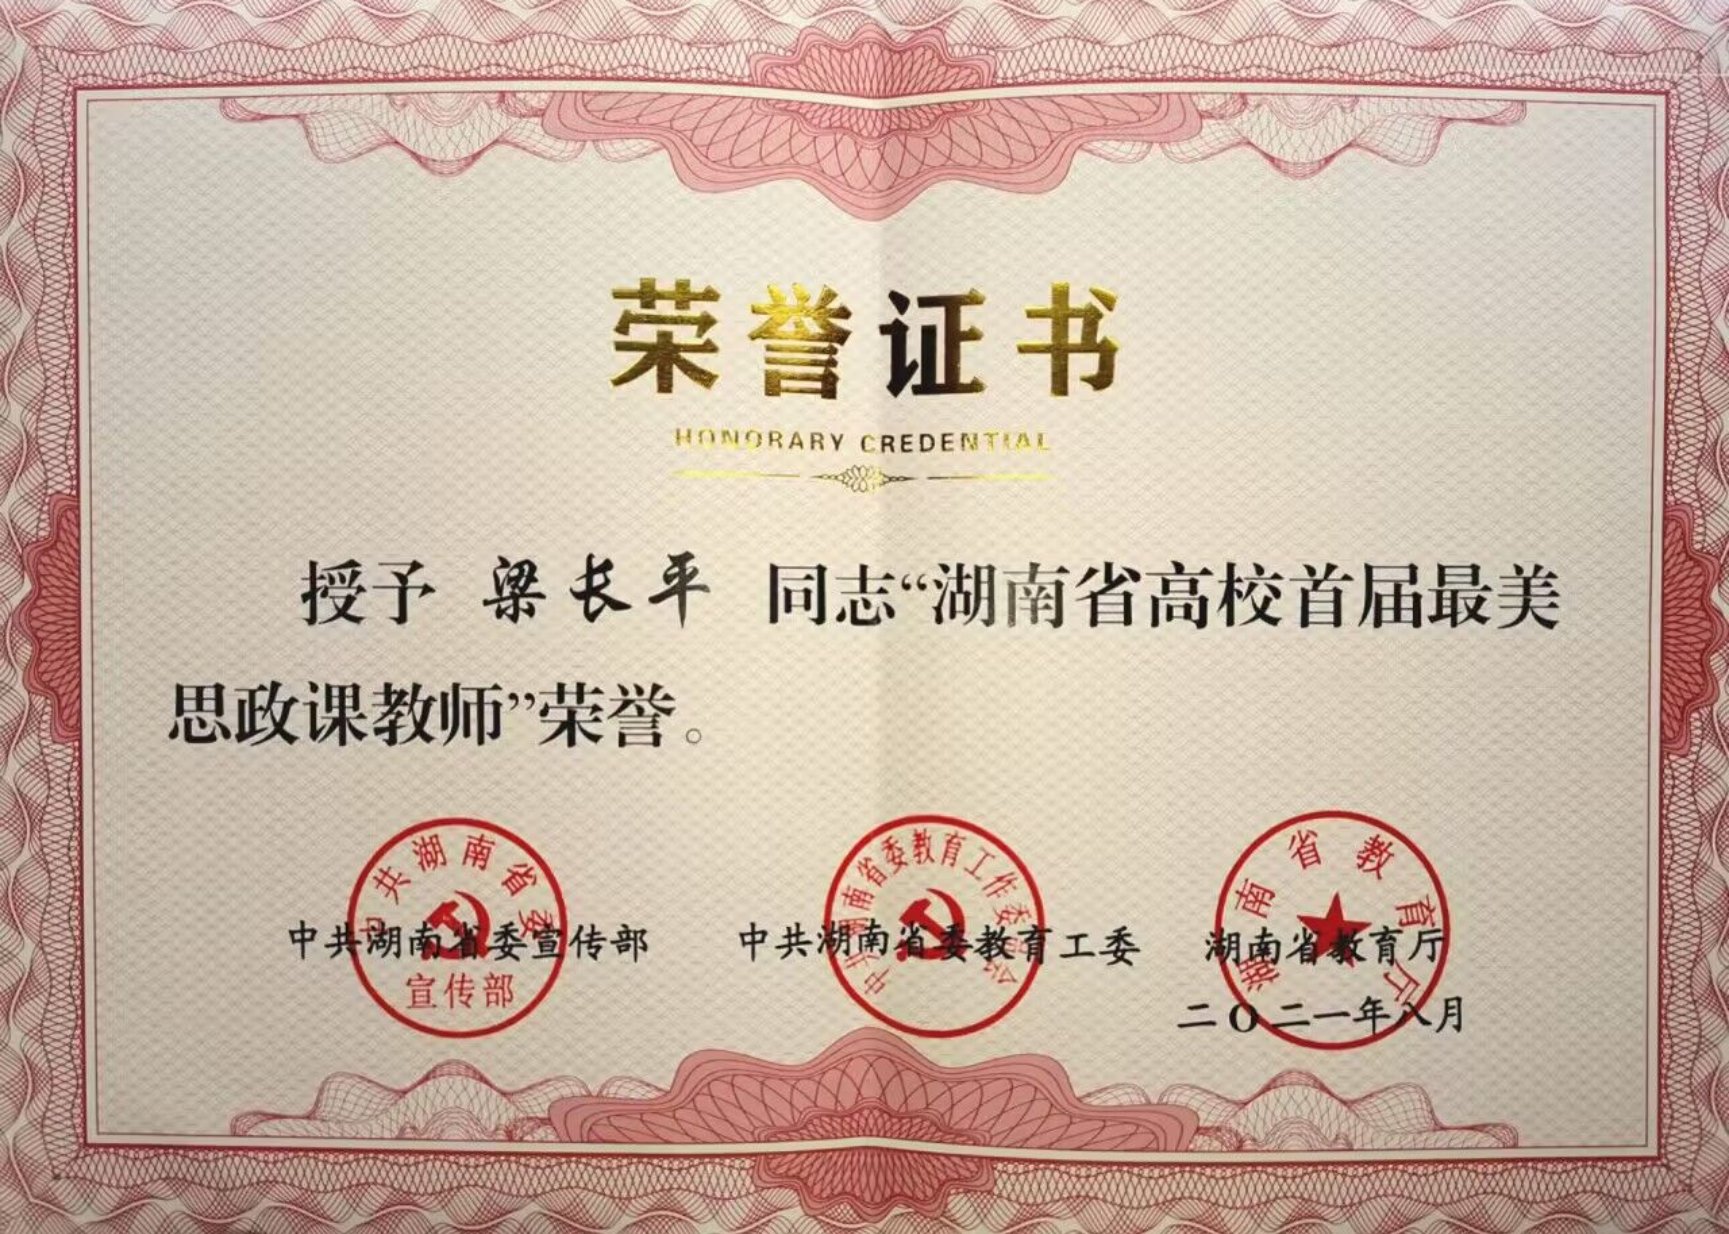 荣誉证书
HONORARY CREDENTIAL
授予 梁长平 同志“湖南省高校首届最美
思政课教师”荣誉。
中共湖南省委宣传部
中共湖南省委
宣传部
中共湖南省委教育工委
中共湖南省委教育工作委员会
湖南省教育厅
湖南省教育厅
二〇二一年八月